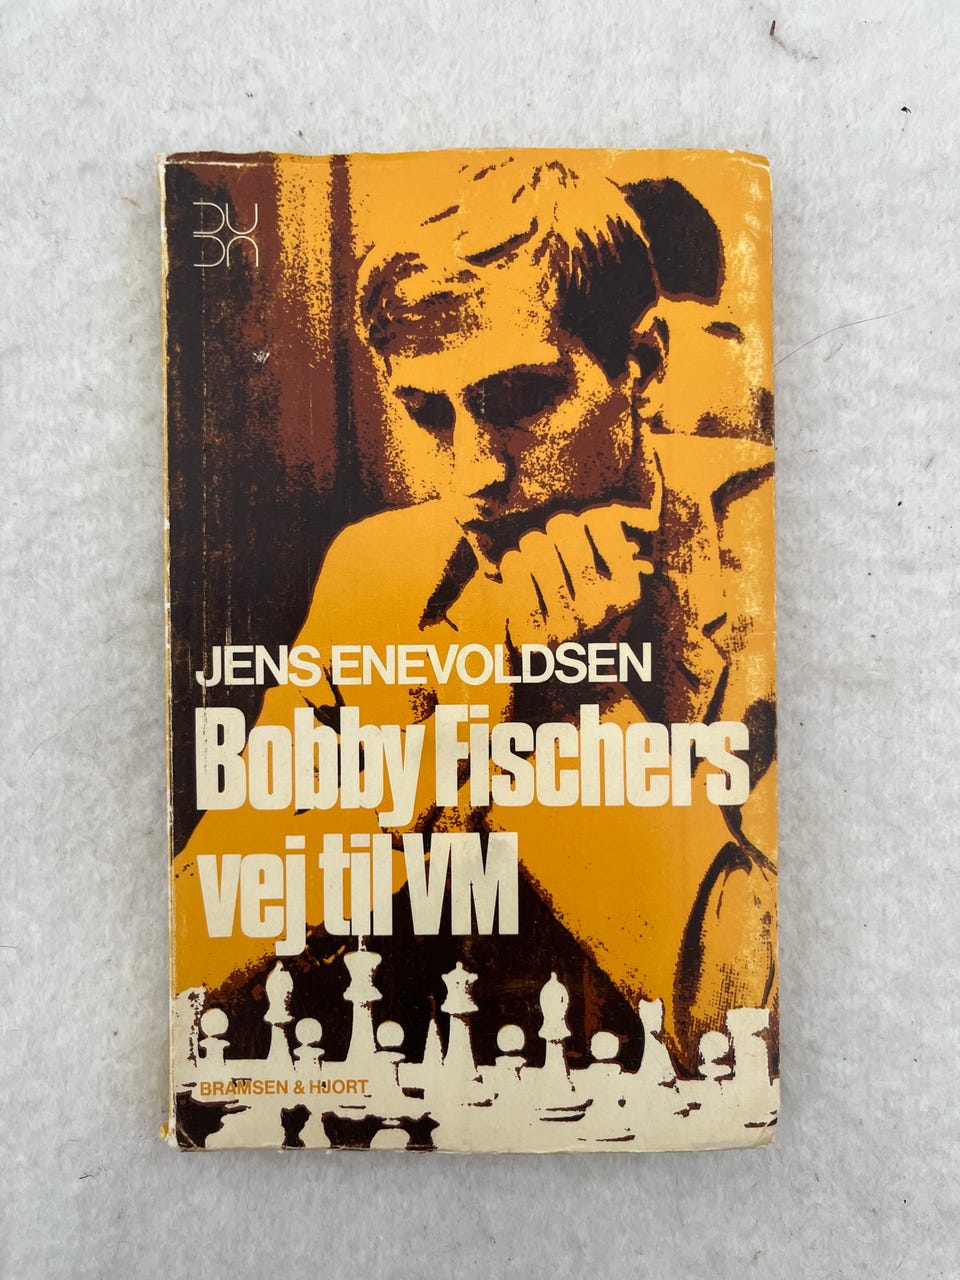 JENS ENEVOLDSEN
Bobby Fischers
vej til VM
BRAMSEN & HJORT